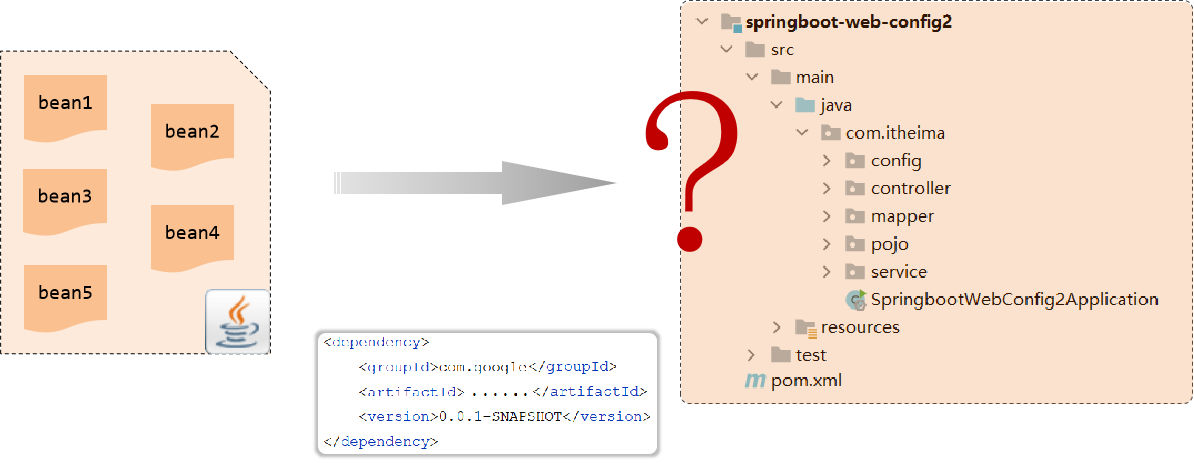 bean1
bean2
bean3
bean4
bean5
<dependency>
<groupId>com.google</groupId>
<artifactId> ......</artifactId>
<version>0.0.1-SNAPSHOT</version>
</dependency>
?
springboot-web-config2
src
main
java
com.itheima
config
controller
mapper
pojo
service
SpringbootWebConfig2Application
resources
test
m pom.xml